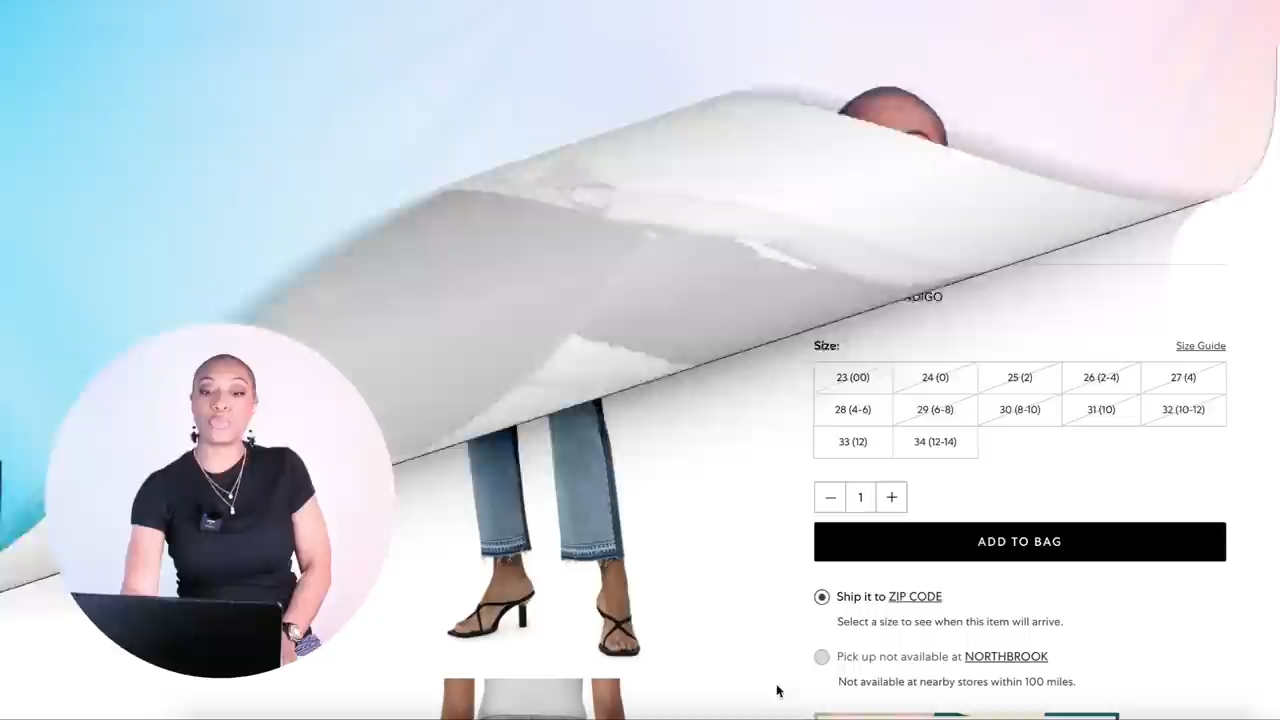 Size: Size Guide
23 (00) 24 (0) 25 (2) 26 (2-4) 27 (4)
28 (4-6) 29 (6-8) 30 (8-10) 31 (10) 32 (10-12)
33 (12) 34 (12-14)
— 1 +
ADD TO BAG
Ship it to ZIP CODE
Select a size to see when this item will arrive.
Pick up not available at NORTHBROOK
Not available at nearby stores within 100 miles.